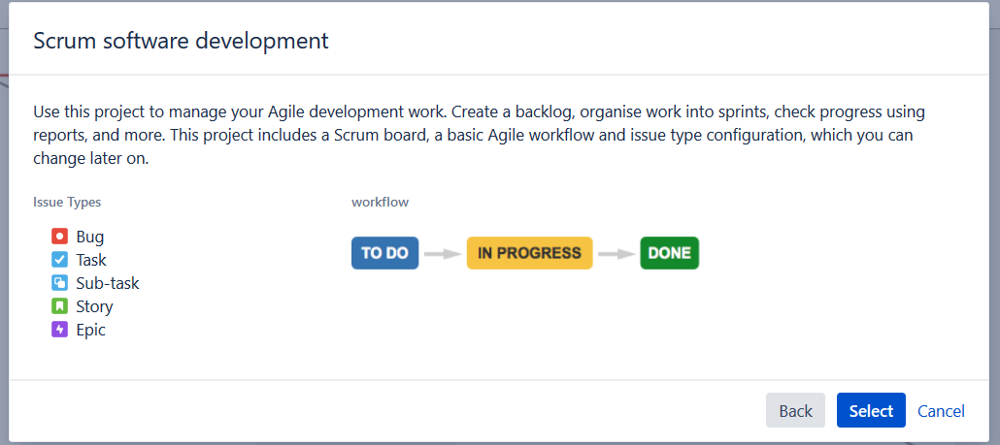 Scrum software development
Use this project to manage your Agile development work. Create a backlog, organise work into sprints, check progress using
reports, and more. This project includes a Scrum board, a basic Agile workflow and issue type configuration, which you can
change later on.
Issue Types
Bug
Task
Sub-task
Story
Epic
workflow
TO DO
IN PROGRESS
DONE
Back
Select
Cancel